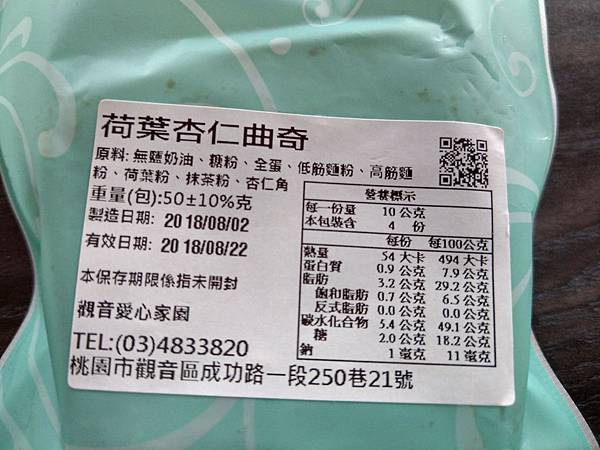 荷葉杏仁曲奇
原料: 無鹽奶油、糖粉、全蛋、低筋麵粉、高筋麵
粉、荷葉粉、抹茶粉、杏仁角
重量(包):50±10%克
製造日期: 2018/08/02
有效日期: 2018/08/22
本保存期限係指未開封
觀音愛心家園
TEL:(03)4833820
桃園市觀音區成功路一段250巷21號
營養標示
每一份量 10 公克
本包裝含 4 份
每份 每100公克
熱量 54 大卡 494 大卡
蛋白質 0.9 公克 7.9 公克
脂肪 3.2 公克 29.2 公克
飽和脂肪 0.7 公克 6.5 公克
反式脂肪 0.0 公克 0.0 公克
碳水化合物 5.4 公克 49.1 公克
糖 2.0 公克 18.2 公克
鈉 1 毫克 11 毫克